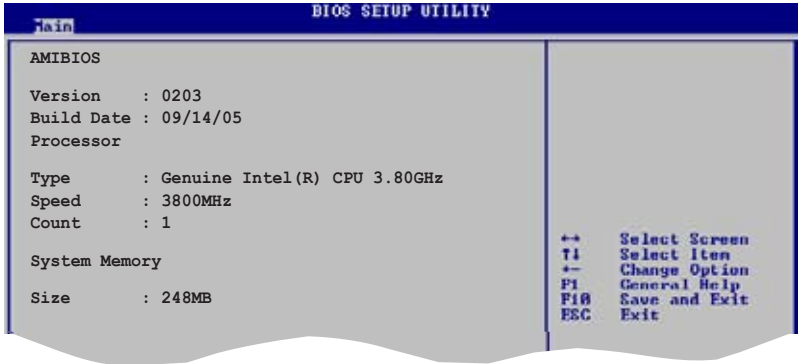 BIOS SETUP UTILITY
Main
AMIBIOS
Version : 0203
Build Date : 09/14/05
Processor
Type : Genuine Intel(R) CPU 3.80GHz
Speed : 3800MHz
Count : 1
System Memory
Size : 248MB
←→ Select Screen
↑↓ Select Item
+- Change Option
F1 General Help
F10 Save and Exit
ESC Exit